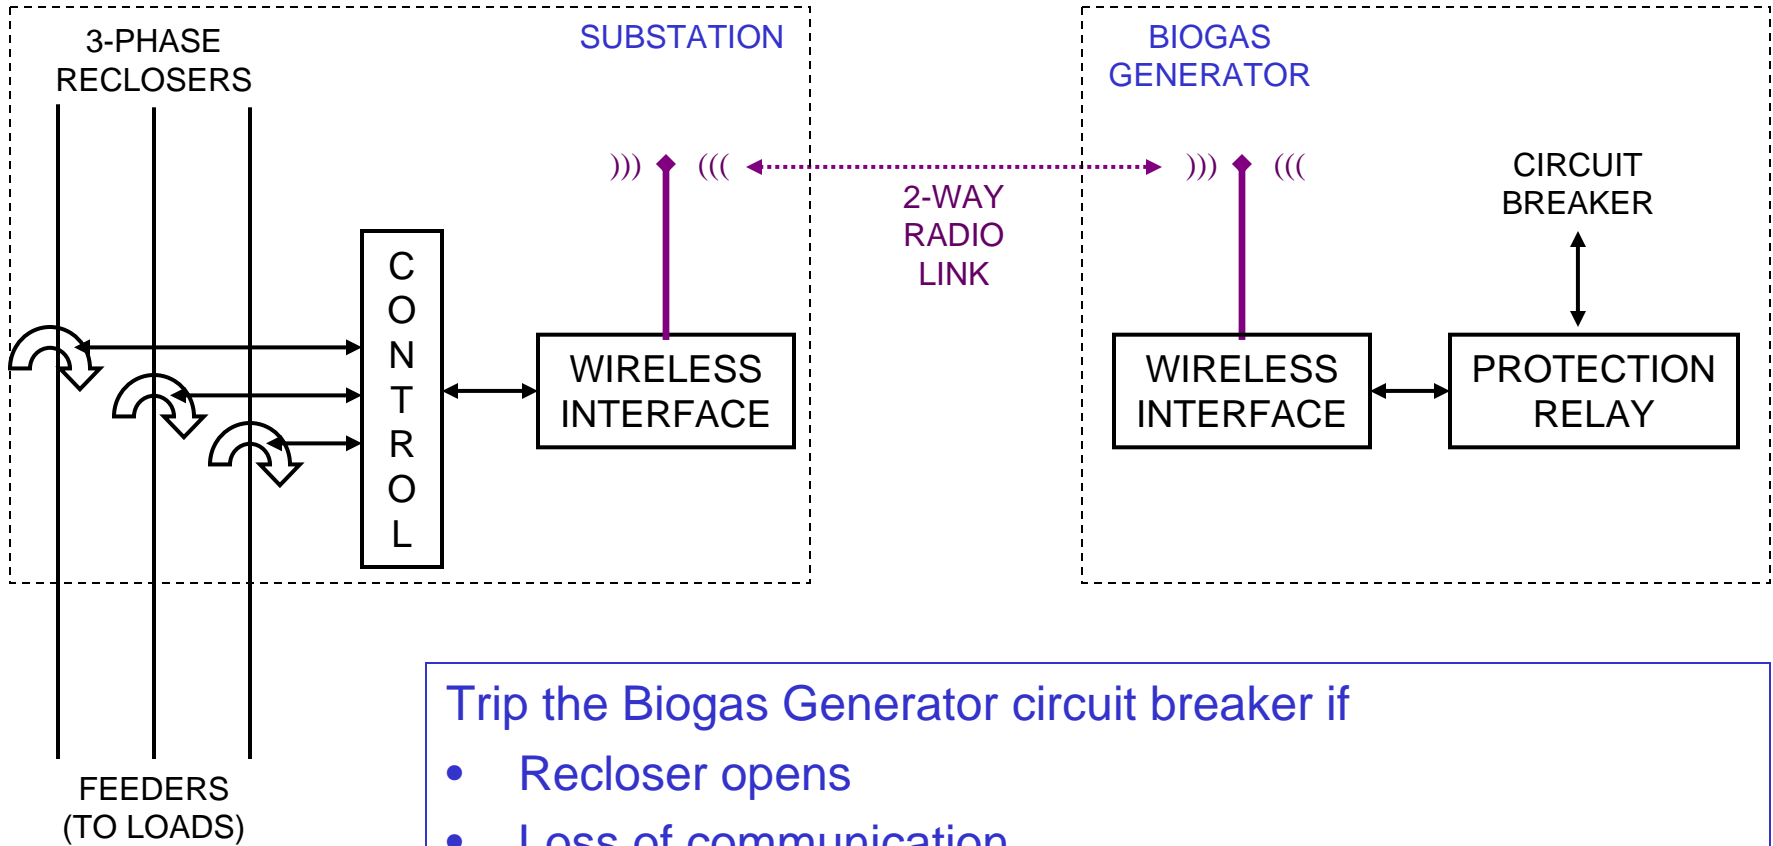 3-PHASE
RECLOSERS
SUBSTATION
BIOGAS
GENERATOR
))) (((
))) (((
2-WAY
RADIO
LINK
CIRCUIT
BREAKER
C
O
N
T
R
O
L
WIRELESS
INTERFACE
WIRELESS
INTERFACE
PROTECTION
RELAY
FEEDERS
(TO LOADS)
Trip the Biogas Generator circuit breaker if
• Recloser opens
• Loss of communication